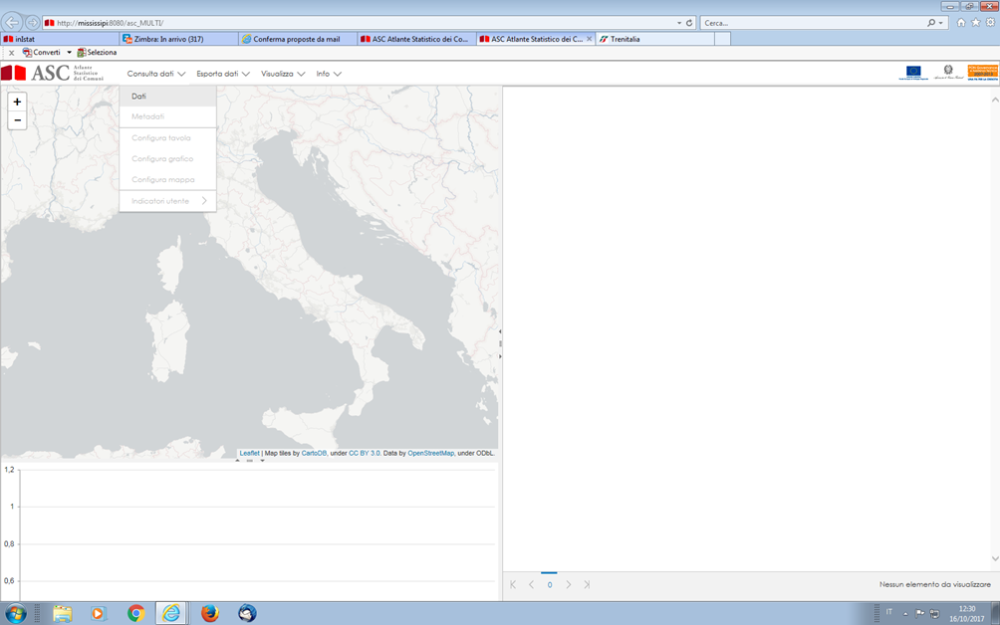 http://mississipi:8080/asc_MULTI/
Cerca...
inIstat
Zimbra: In arrivo (317)
Conferma proposte da mail
ASC Atlante Statistico dei Co...
ASC Atlante Statistico dei C...
Trenitalia
x Converti Seleziona
ASC Atlante
Statistico
dei Comuni
Consulta dati
Esporta dati
Visualizza
Info
+
−
Dati
Metadati
Configura tavola
Configura grafico
Configura mappa
Indicatori utente
Leaflet | Map tiles by CartoDB, under CC BY 3.0. Data by OpenStreetMap, under ODbL.
1,2
1
0,8
0,6
0
Nessun elemento da visualizzare
IT
12:30
16/10/2017